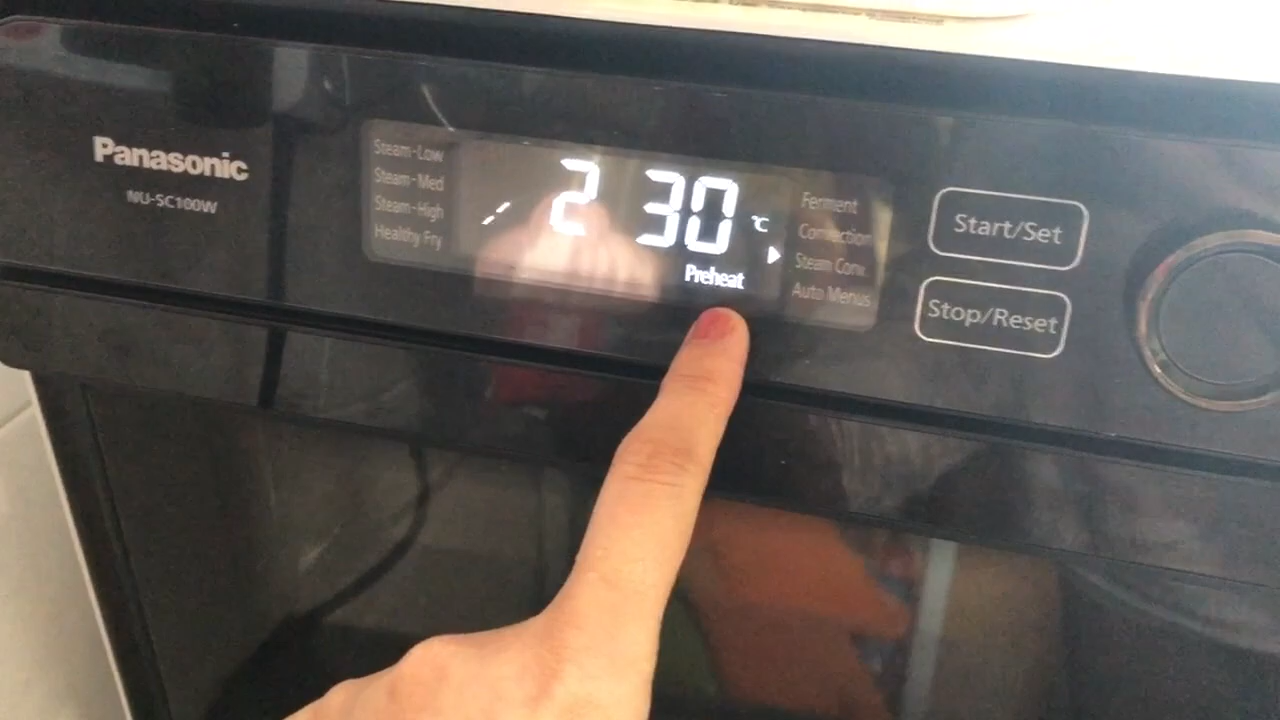 Panasonic
NU-SC100W
Steam-Low
Steam-Med
Steam-High
Healthy Fry
2 30 °C
Preheat
Ferment
Convection
Steam Conv.
Auto Menus
Start/Set
Stop/Reset